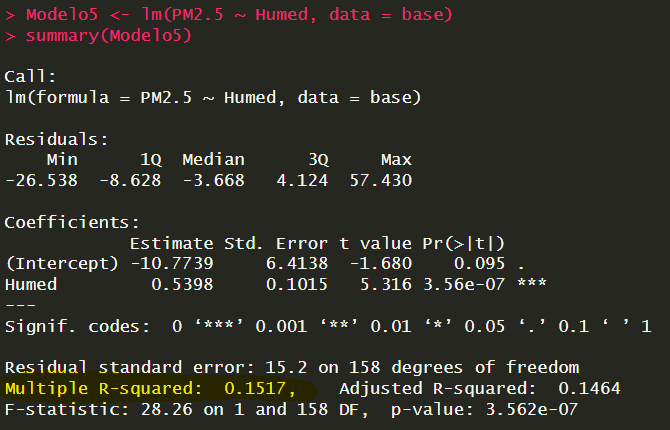 > Modelo5 <- lm(PM2.5 ~ Humed, data = base)
> summary(Modelo5)
Call:
lm(formula = PM2.5 ~ Humed, data = base)
Residuals:
    Min      1Q  Median      3Q     Max
-26.538  -8.628  -3.668   4.124  57.430
Coefficients:
            Estimate Std. Error t value Pr(>|t|)
(Intercept) -10.7739     6.4138  -1.680    0.095 .
Humed         0.5398     0.1015   5.316 3.56e-07 ***
---
Signif. codes:  0 ‘***’ 0.001 ‘**’ 0.01 ‘*’ 0.05 ‘.’ 0.1 ‘ ’ 1
Residual standard error: 15.2 on 158 degrees of freedom
Multiple R-squared:  0.1517,    Adjusted R-squared:  0.1464
F-statistic: 28.26 on 1 and 158 DF,  p-value: 3.562e-07